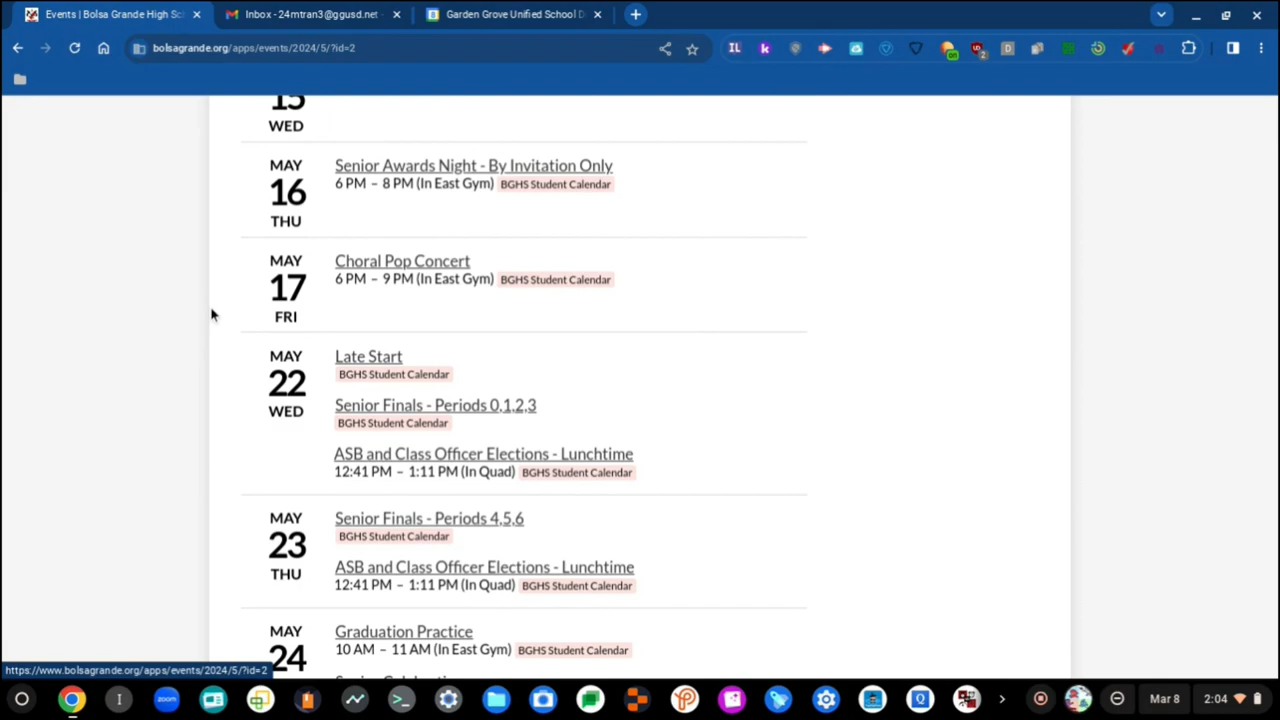 Events | Bolsa Grande High Sc
Inbox - 24mtran3@ggusd.net
Garden Grove Unified School D
bolsagrande.org/apps/events/2024/5/?id=2
15
WED
MAY
16
THU
Senior Awards Night - By Invitation Only
6 PM – 8 PM (In East Gym) BGHS Student Calendar
MAY
17
FRI
Choral Pop Concert
6 PM – 9 PM (In East Gym) BGHS Student Calendar
MAY
22
WED
Late Start
BGHS Student Calendar
Senior Finals - Periods 0,1,2,3
BGHS Student Calendar
ASB and Class Officer Elections - Lunchtime
12:41 PM – 1:11 PM (In Quad) BGHS Student Calendar
MAY
23
THU
Senior Finals - Periods 4,5,6
BGHS Student Calendar
ASB and Class Officer Elections - Lunchtime
12:41 PM – 1:11 PM (In Quad) BGHS Student Calendar
MAY
24
Graduation Practice
10 AM – 11 AM (In East Gym) BGHS Student Calendar
https://www.bolsagrande.org/apps/events/2024/5/?id=2
zoom
Mar 8
2:04